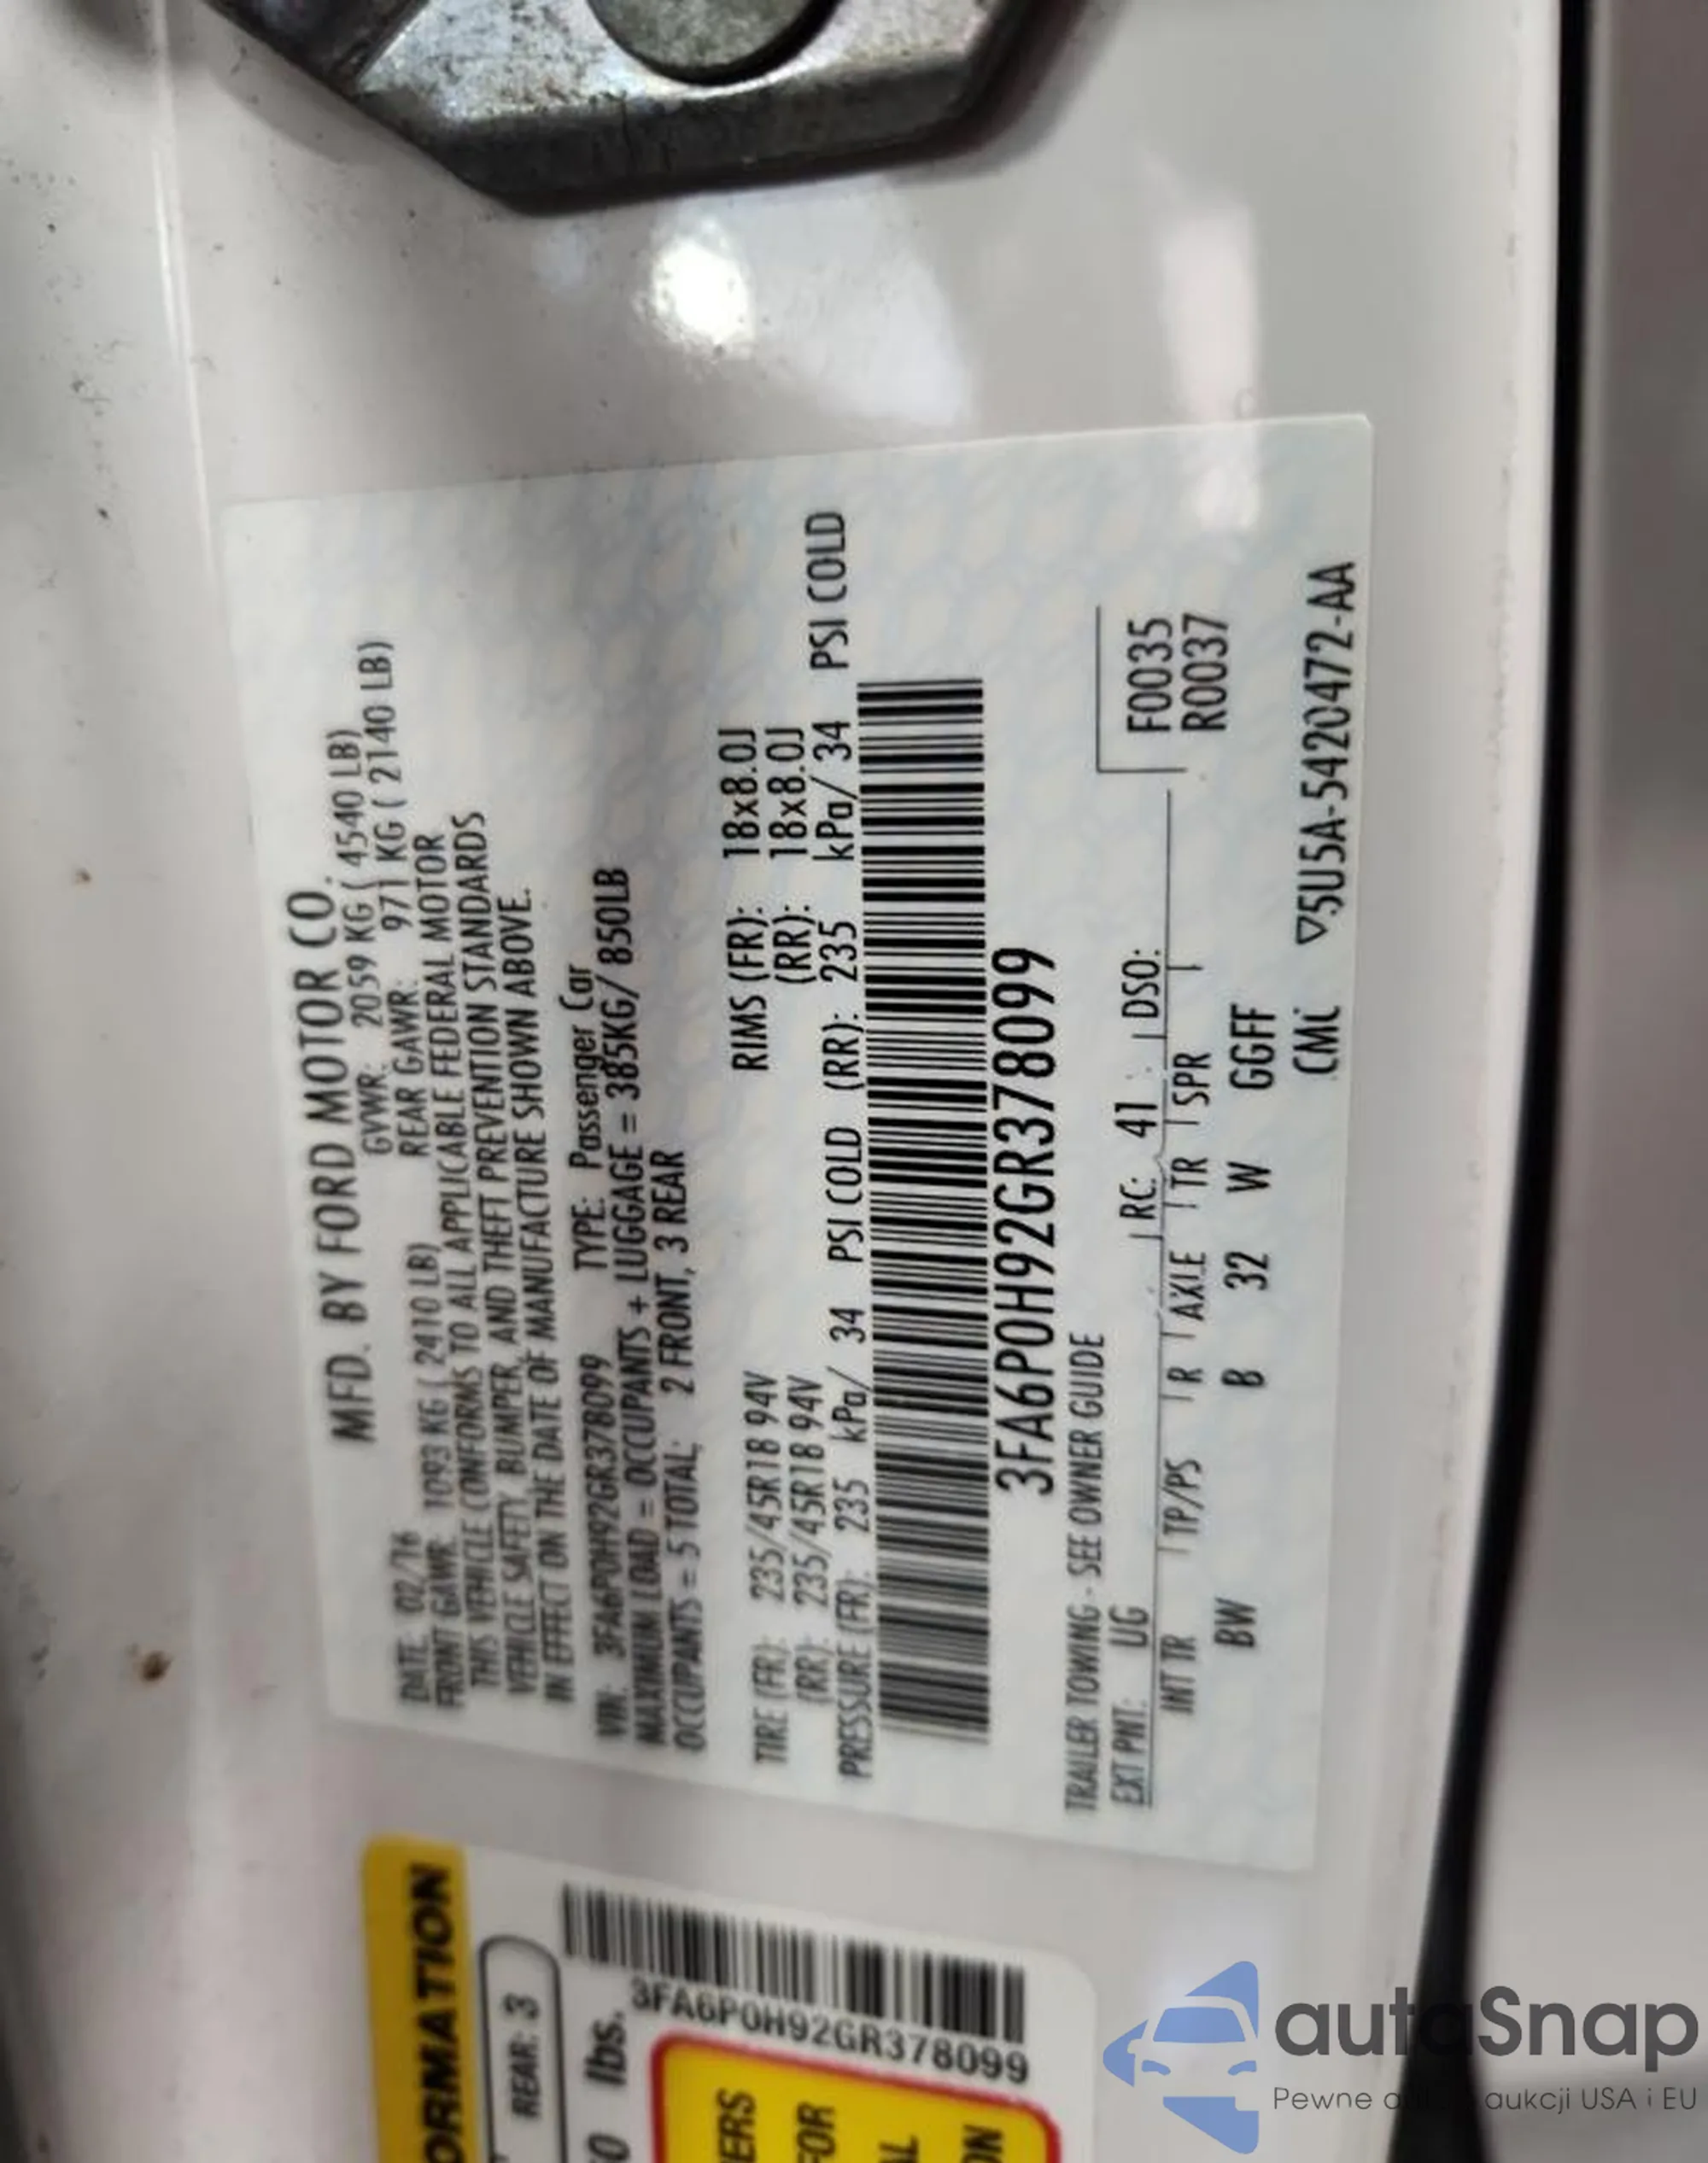 MFD. BY FORD MOTOR CO.
DATE: 02/16 GVWR: 2059 KG ( 4540 LB)
FRONT GAWR: 1093 KG ( 2410 LB) REAR GAWR: 971 KG ( 2140 LB)
THIS VEHICLE CONFORMS TO ALL APPLICABLE FEDERAL MOTOR
VEHICLE SAFETY, BUMPER, AND THEFT PREVENTION STANDARDS
IN EFFECT ON THE DATE OF MANUFACTURE SHOWN ABOVE.
VIN: 3FA6P0H92GR378099 TYPE: Passenger Car
MAXIMUM LOAD = OCCUPANTS + LUGGAGE = 385KG/ 850LB
OCCUPANTS = 5 TOTAL; 2 FRONT, 3 REAR
TIRE (FR): 235/45R18 94V RIMS (FR): 18x8.0J
(RR): 235/45R18 94V (RR): 18x8.0J
PRESSURE (FR): 235 kPa/ 34 PSI COLD (RR): 235 kPa/ 34 PSI COLD
3FA6P0H92GR378099
TRAILER TOWING - SEE OWNER GUIDE
EXT PNT: UG RC: 41 DSO:
F0035
R0037
INT TR TP/PS R AXLE TR SPR
BW B 32 W GGFF
CMi ▽5U5A-5420472-AA
ORMATION
REAR: 3
lbs.
3FA6P0H92GR378099
FOR
autaSnap
Pewne aukcji USA i EU